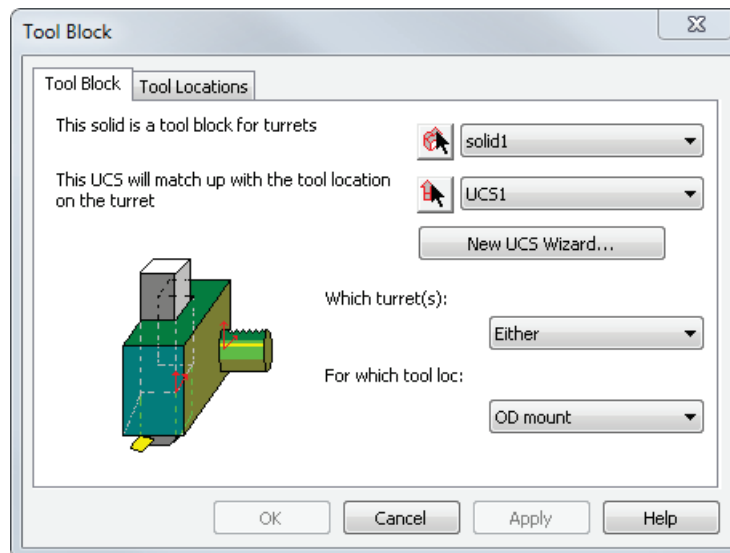 Tool Block
Tool Block
Tool Locations
This solid is a tool block for turrets
solid1
This UCS will match up with the tool location
on the turret
UCS1
New UCS Wizard...
Which turret(s):
Either
For which tool loc:
OD mount
OK
Cancel
Apply
Help